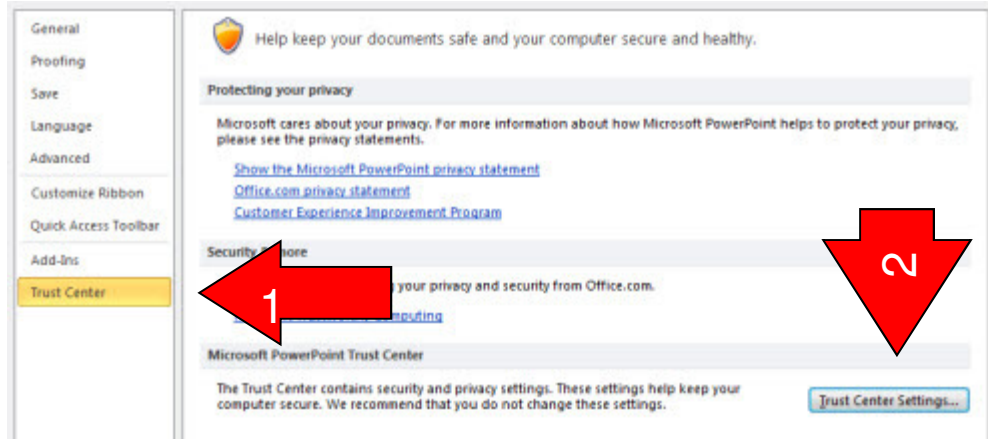 General
Proofing
Save
Language
Advanced
Customize Ribbon
Quick Access Toolbar
Add-Ins
Trust Center
Help keep your documents safe and your computer secure and healthy.
Protecting your privacy
Microsoft cares about your privacy. For more information about how Microsoft PowerPoint helps to protect your privacy,
please see the privacy statements.
Show the Microsoft PowerPoint privacy statement
Office.com privacy statement
Customer Experience Improvement Program
Security more
your privacy and security from Office.com.
Computing
1
2
Microsoft PowerPoint Trust Center
The Trust Center contains security and privacy settings. These settings help keep your
computer secure. We recommend that you do not change these settings.
Trust Center Settings...